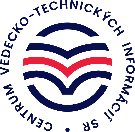 CENTRUM VEDECKO-TECHNICKÝCH INFORMÁCIÍ SR •